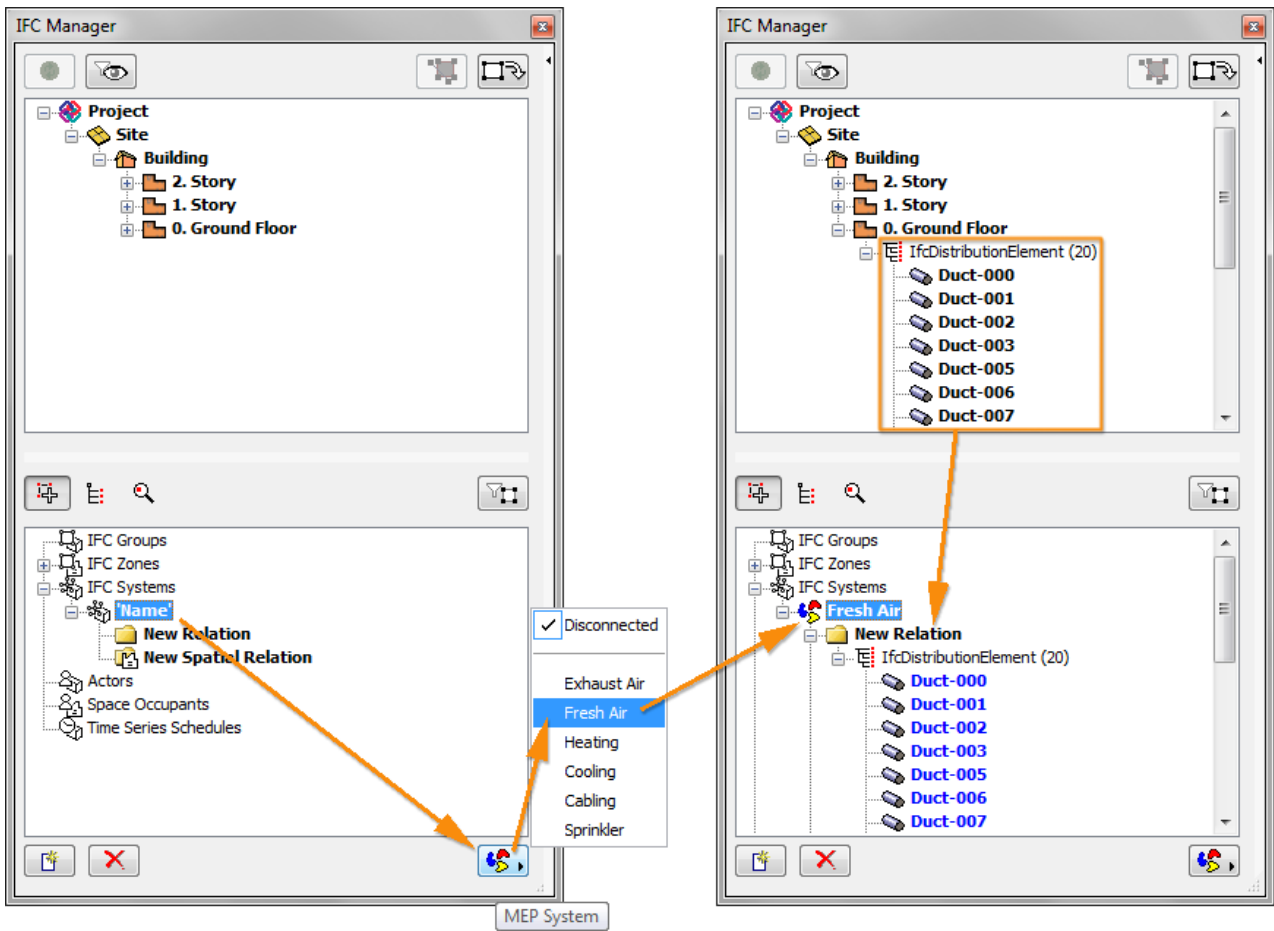 IFC Manager
Project
Site
Building
2. Story
1. Story
0. Ground Floor
IFC Groups
IFC Zones
IFC Systems
'Name'
New Relation
New Spatial Relation
Actors
Space Occupants
Time Series Schedules
Disconnected
Exhaust Air
Fresh Air
Heating
Cooling
Cabling
Sprinkler
MEP System
IFC Manager
Project
Site
Building
2. Story
1. Story
0. Ground Floor
IfcDistributionElement (20)
Duct-000
Duct-001
Duct-002
Duct-003
Duct-005
Duct-006
Duct-007
IFC Groups
IFC Zones
IFC Systems
Fresh Air
New Relation
IfcDistributionElement (20)
Duct-000
Duct-001
Duct-002
Duct-003
Duct-005
Duct-006
Duct-007